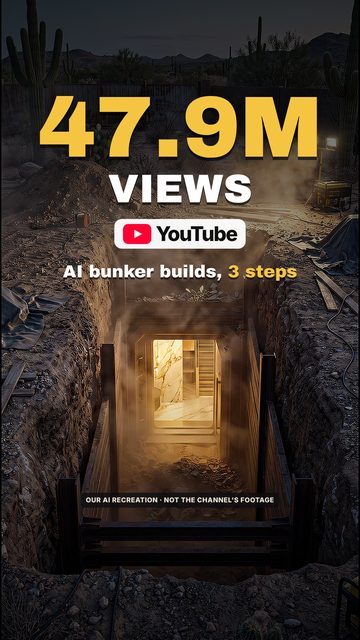 47.9M
VIEWS
YouTube
AI bunker builds, 3 steps
OUR AI RECREATION · NOT THE CHANNEL'S FOOTAGE